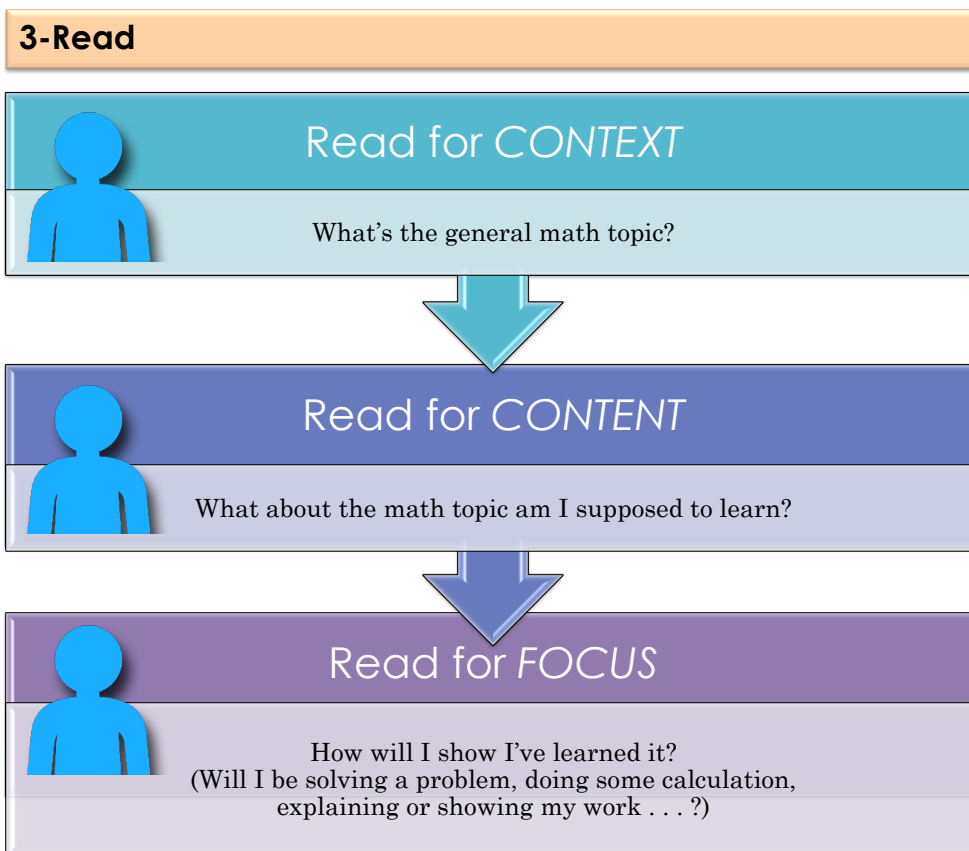 3-Read
Read for CONTEXT
What’s the general math topic?
Read for CONTENT
What about the math topic am I supposed to learn?
Read for FOCUS
How will I show I’ve learned it?
(Will I be solving a problem, doing some calculation,
explaining or showing my work . . . ?)